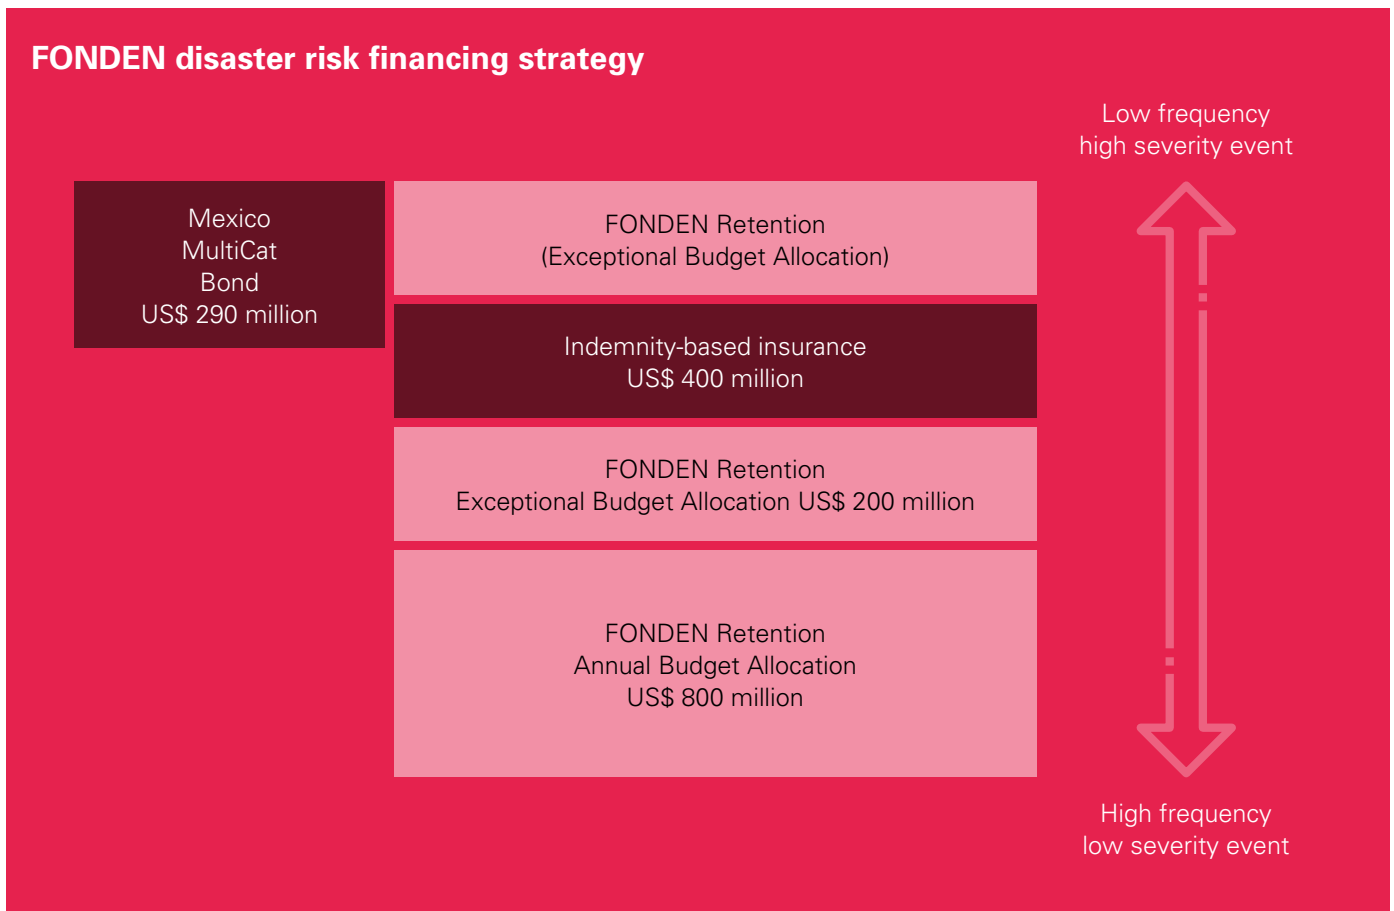 FONDEN disaster risk financing strategy
Low frequency
high severity event
Mexico
MultiCat
Bond
US$ 290 million
FONDEN Retention
(Exceptional Budget Allocation)
Indemnity-based insurance
US$ 400 million
FONDEN Retention
Exceptional Budget Allocation US$ 200 million
FONDEN Retention
Annual Budget Allocation
US$ 800 million
High frequency
low severity event